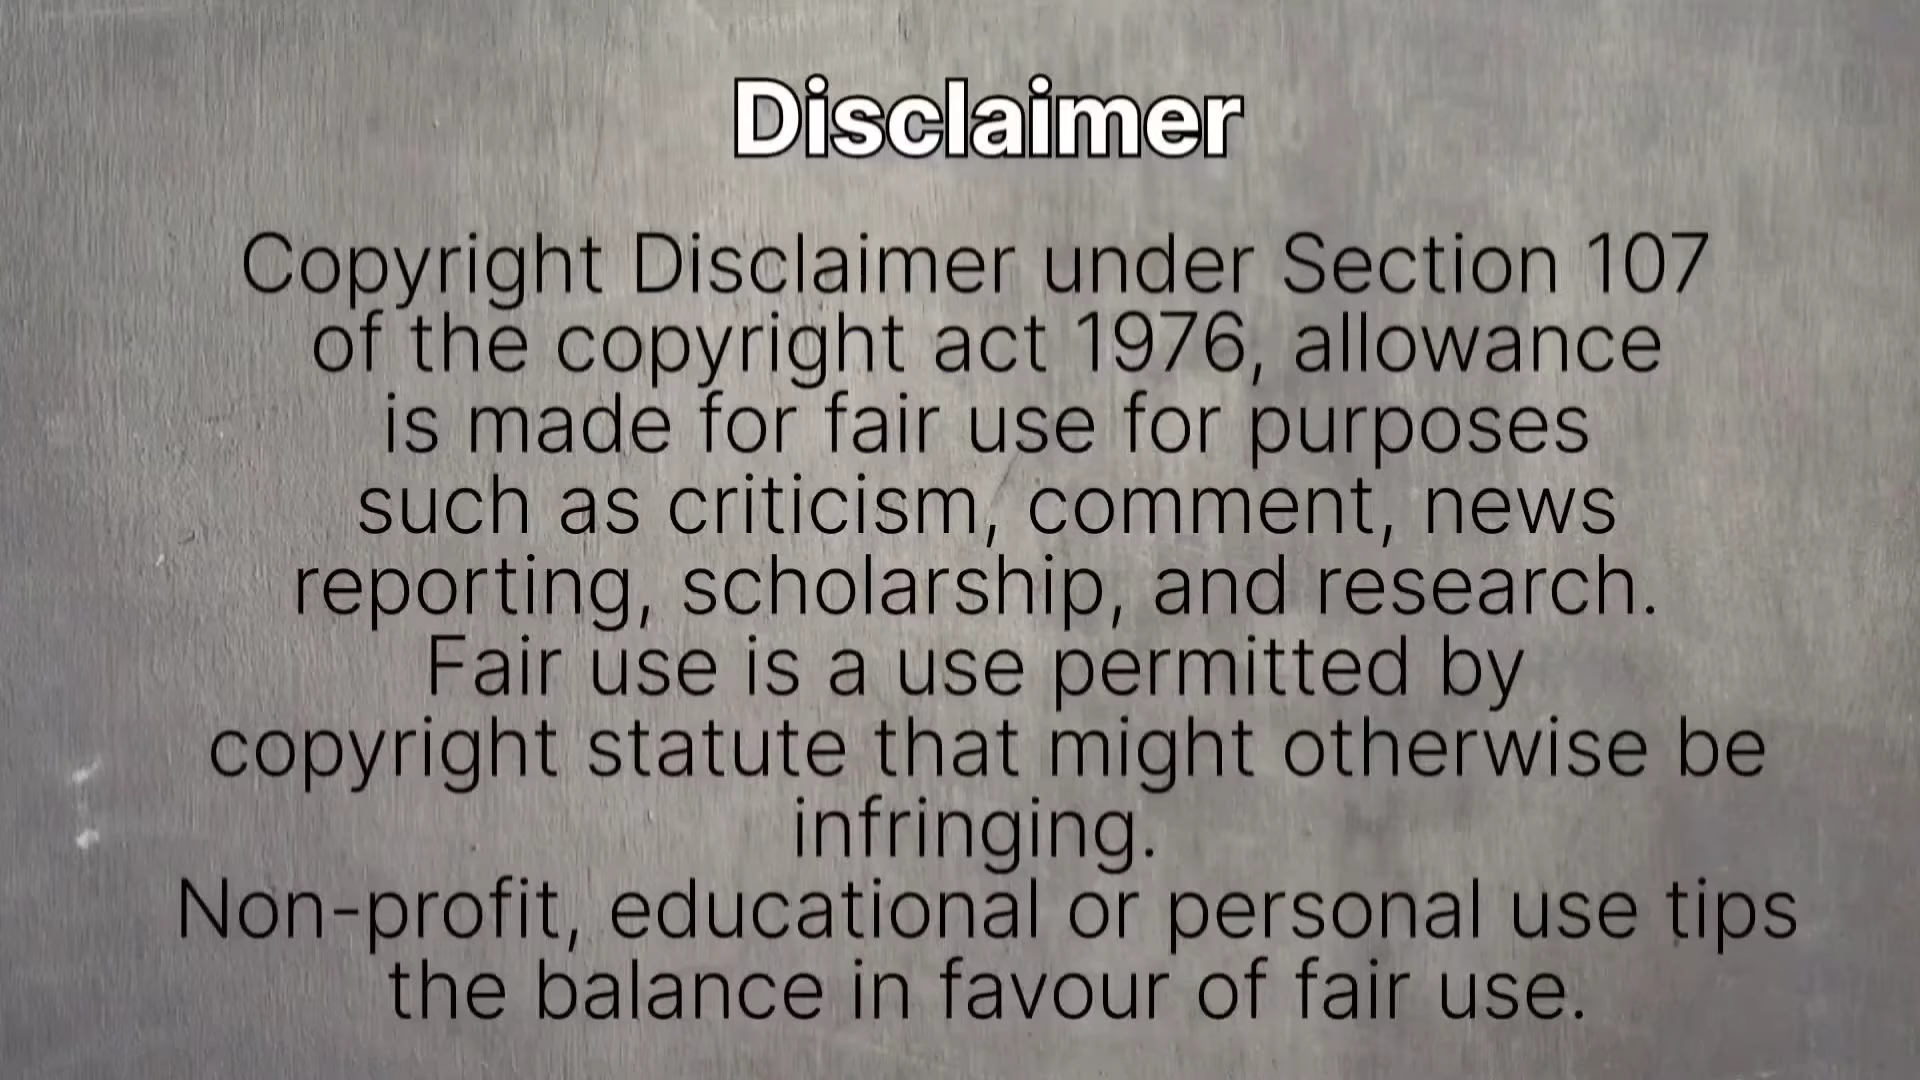 Disclaimer
Copyright Disclaimer under Section 107
of the copyright act 1976, allowance
is made for fair use for purposes
such as criticism, comment, news
reporting, scholarship, and research.
Fair use is a use permitted by
copyright statute that might otherwise be
infringing.
Non-profit, educational or personal use tips
the balance in favour of fair use.